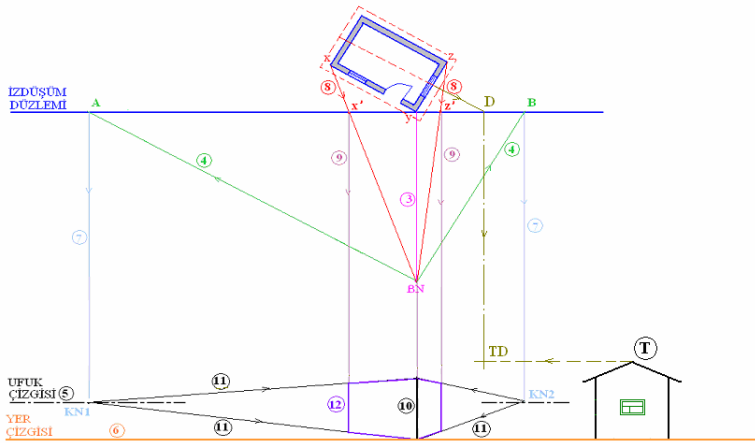 x
z
8
8
İZDÜŞÜM
DÜZLEMİ
A
x'
y
z'
D
B
4
9
9
4
3
7
7
BN
TD
T
UFUK
ÇİZGİSİ
5
11
KN1
12
10
KN2
11
11
YER
ÇİZGİSİ
6